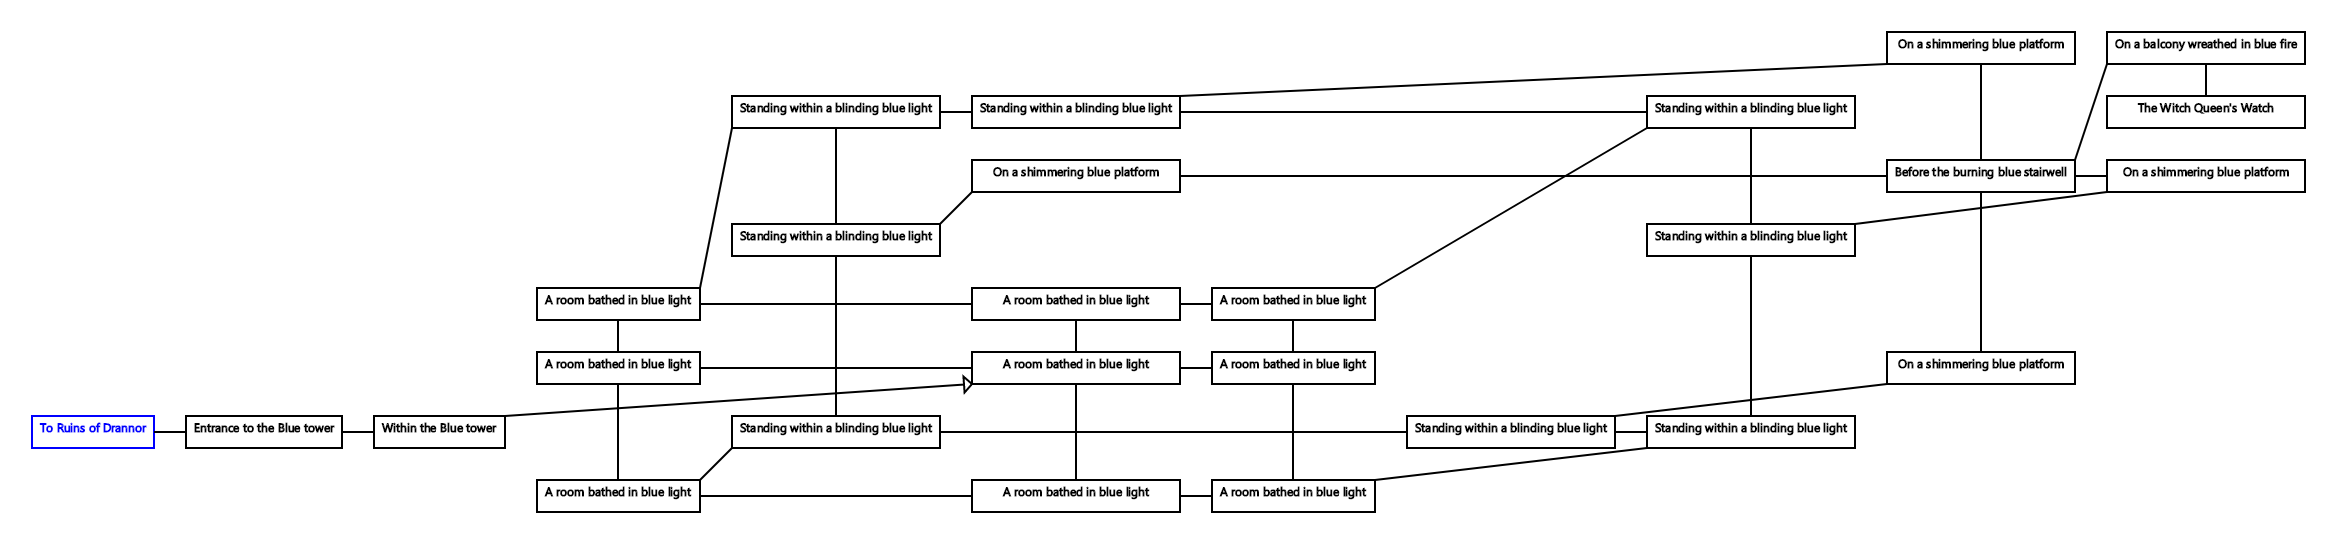 On a shimmering blue platform
On a balcony wreathed in blue fire
Standing within a blinding blue light
Standing within a blinding blue light
Standing within a blinding blue light
The Witch Queen's Watch
On a shimmering blue platform
Before the burning blue stairwell
On a shimmering blue platform
Standing within a blinding blue light
Standing within a blinding blue light
A room bathed in blue light
A room bathed in blue light
A room bathed in blue light
A room bathed in blue light
A room bathed in blue light
A room bathed in blue light
On a shimmering blue platform
To Ruins of Drannor
Entrance to the Blue tower
Within the Blue tower
Standing within a blinding blue light
Standing within a blinding blue light
Standing within a blinding blue light
A room bathed in blue light
A room bathed in blue light
A room bathed in blue light